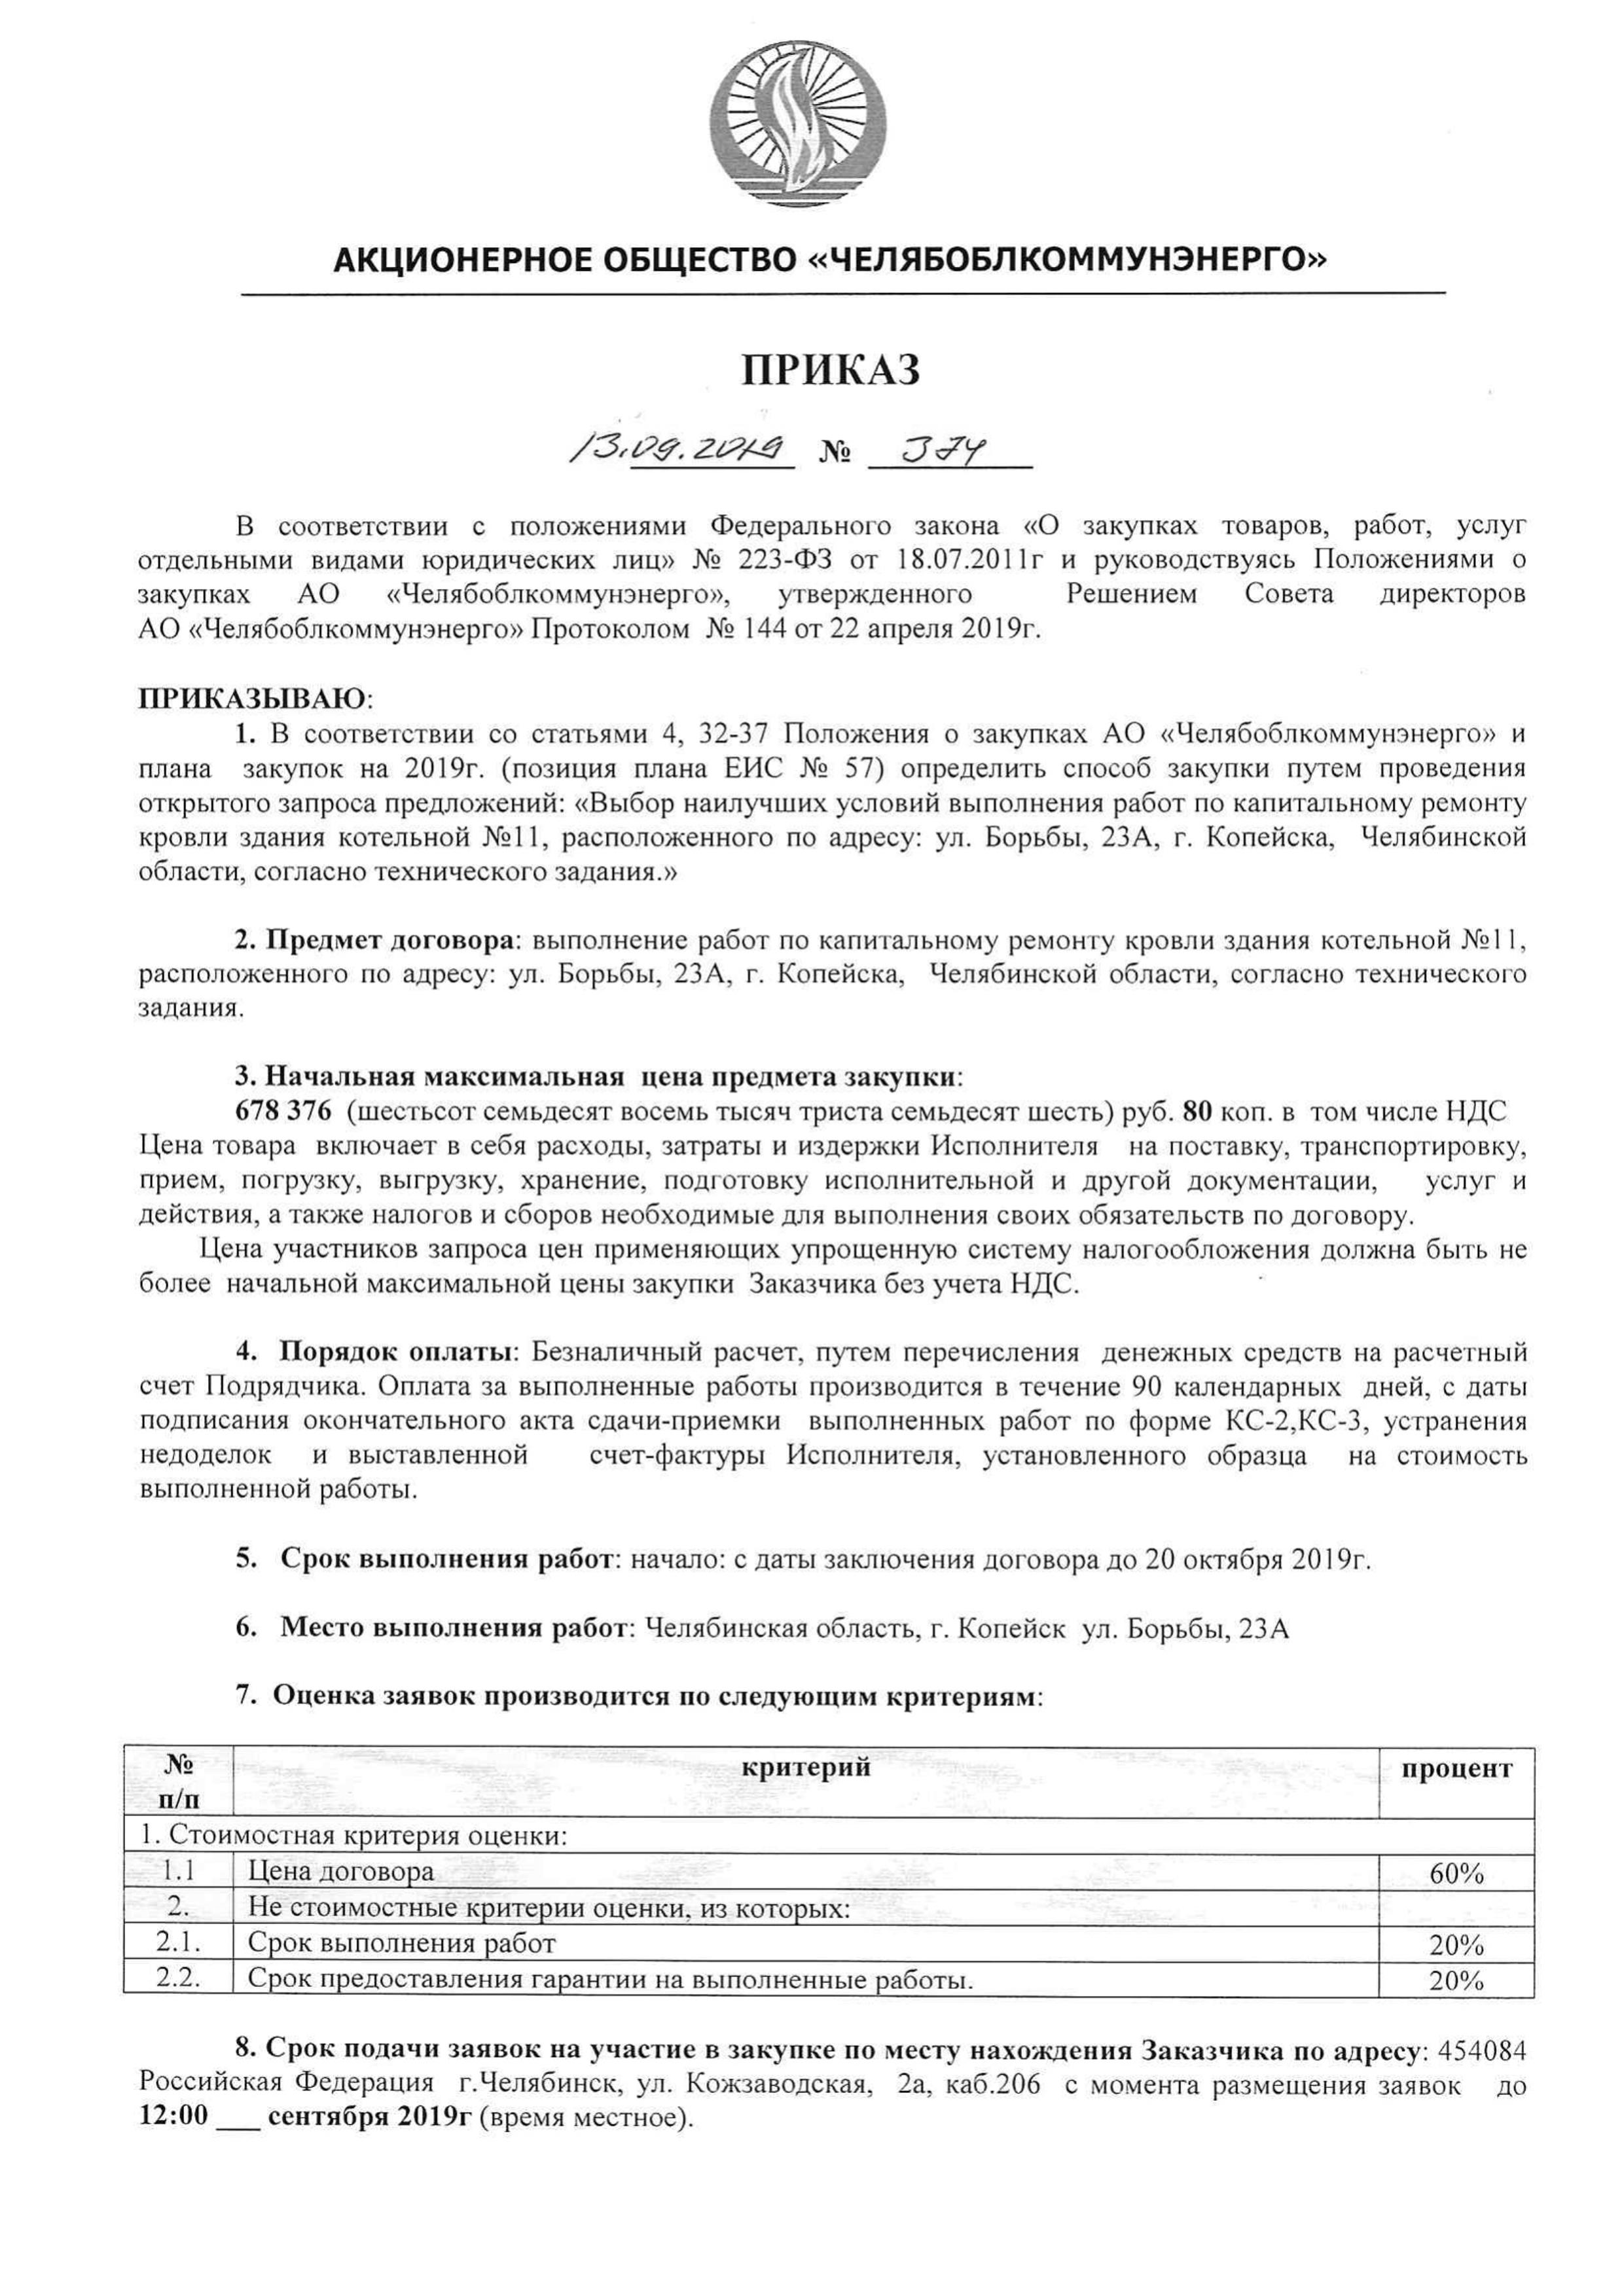 АКЦИОНЕРНОЕ ОБЩЕСТВО «ЧЕЛЯБОБЛКОММУНЭНЕРГО»
ПРИКАЗ
13.09.2019 № 374
В соответствии с положениями Федерального закона «О закупках товаров, работ, услуг
отдельными видами юридических лиц» № 223-ФЗ от 18.07.2011г и руководствуясь Положениями о
закупках АО «Челябоблкоммунэнерго», утвержденного Решением Совета директоров
АО «Челябоблкоммунэнерго» Протоколом № 144 от 22 апреля 2019г.
ПРИКАЗЫВАЮ:
1. В соответствии со статьями 4, 32-37 Положения о закупках АО «Челябоблкоммунэнерго» и
плана закупок на 2019г. (позиция плана ЕИС № 57) определить способ закупки путем проведения
открытого запроса предложений: «Выбор наилучших условий выполнения работ по капитальному ремонту
кровли здания котельной №11, расположенного по адресу: ул. Борьбы, 23А, г. Копейска, Челябинской
области, согласно технического задания.»
2. Предмет договора: выполнение работ по капитальному ремонту кровли здания котельной №11,
расположенного по адресу: ул. Борьбы, 23А, г. Копейска, Челябинской области, согласно технического
задания.
3. Начальная максимальная цена предмета закупки:
678 376 (шестьсот семьдесят восемь тысяч триста семьдесят шесть) руб. 80 коп. в том числе НДС
Цена товара включает в себя расходы, затраты и издержки Исполнителя на поставку, транспортировку,
прием, погрузку, выгрузку, хранение, подготовку исполнительной и другой документации, услуг и
действия, а также налогов и сборов необходимые для выполнения своих обязательств по договору.
Цена участников запроса цен применяющих упрощенную систему налогообложения должна быть не
более начальной максимальной цены закупки Заказчика без учета НДС.
4. Порядок оплаты: Безналичный расчет, путем перечисления денежных средств на расчетный
счет Подрядчика. Оплата за выполненные работы производится в течение 90 календарных дней, с даты
подписания окончательного акта сдачи-приемки выполненных работ по форме КС-2,КС-3, устранения
недоделок и выставленной счет-фактуры Исполнителя, установленного образца на стоимость
выполненной работы.
5. Срок выполнения работ: начало: с даты заключения договора до 20 октября 2019г.
6. Место выполнения работ: Челябинская область, г. Копейск ул. Борьбы, 23А
7. Оценка заявок производится по следующим критериям:
№ п/п критерий процент
1. Стоимостная критерия оценки:
1.1 Цена договора 60%
2. Не стоимостные критерии оценки, из которых:
2.1. Срок выполнения работ 20%
2.2. Срок предоставления гарантии на выполненные работы. 20%
8. Срок подачи заявок на участие в закупке по месту нахождения Заказчика по адресу: 454084
Российская Федерация г.Челябинск, ул. Кожзаводская, 2а, каб.206 с момента размещения заявок до
12:00 ___ сентября 2019г (время местное).